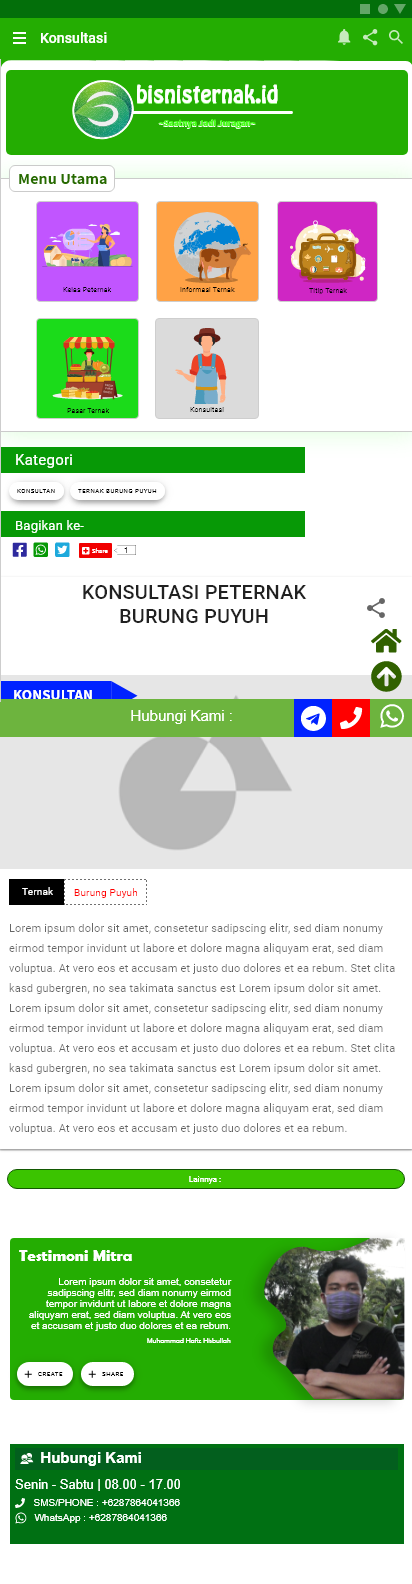 Konsultasi
bisnisternak.id
~Saatnya Jadi Juragan~
Menu Utama
Kelas Peternak
Informasi Ternak
Titip Ternak
Pasar Ternak
Konsultasi
Kategori
KONSULTAN
TERNAK BURUNG PUYUH
Bagikan ke-
Share
1
KONSULTASI PETERNAK
BURUNG PUYUH
KONSULTAN
Hubungi Kami :
Ternak
Burung Puyuh
Lorem ipsum dolor sit amet, consetetur sadipscing elitr, sed diam nonumy
eirmod tempor invidunt ut labore et dolore magna aliquyam erat, sed diam
voluptua. At vero eos et accusam et justo duo dolores et ea rebum. Stet clita
kasd gubergren, no sea takimata sanctus est Lorem ipsum dolor sit amet.
Lorem ipsum dolor sit amet, consetetur sadipscing elitr, sed diam nonumy
eirmod tempor invidunt ut labore et dolore magna aliquyam erat, sed diam
voluptua. At vero eos et accusam et justo duo dolores et ea rebum. Stet clita
kasd gubergren, no sea takimata sanctus est Lorem ipsum dolor sit amet.
Lorem ipsum dolor sit amet, consetetur sadipscing elitr, sed diam nonumy
eirmod tempor invidunt ut labore et dolore magna aliquyam erat, sed diam
voluptua. At vero eos et accusam et justo duo dolores et ea rebum.
Lainnya :
Testimoni Mitra
Lorem ipsum dolor sit amet, consetetur
sadipscing elitr, sed diam nonumy eirmod
tempor invidunt ut labore et dolore magna
aliquyam erat, sed diam voluptua. At vero eos
et accusam et justo duo dolores et ea rebum.
Muhammad Hafiz Hisbullah
CREATE
SHARE
Hubungi Kami
Senin - Sabtu | 08.00 - 17.00
SMS/PHONE : +6287864041366
WhatsApp : +6287864041366